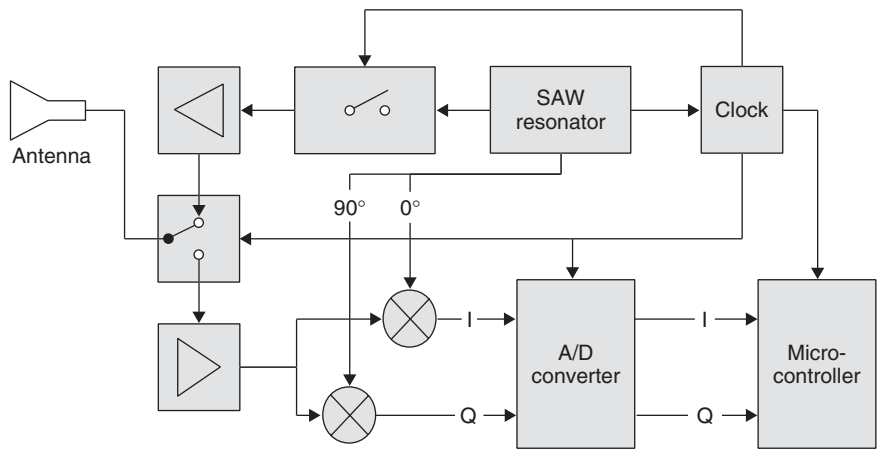 SAW
resonator
Clock
Antenna
90°
0°
I
A/D
converter
I
Micro-
controller
Q
Q